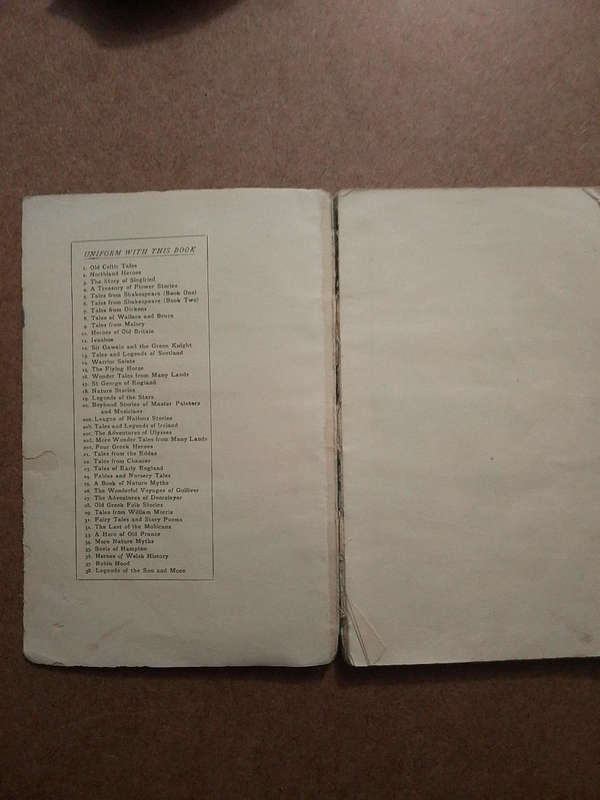 UNIFORM WITH THIS BOOK
1. Old Celtic Tales
2. Northland Heroes
3. The Story of Siegfried
4. A Treasury of Flower Stories
5. Tales from Shakespeare (Book One)
6. Tales from Shakespeare (Book Two)
7. Tales from Dickens
8. Tales of Wallace and Bruce
9. Tales from Malory
10. Heroes of Old Britain
11. Ivanhoe
12. Sir Gawain and the Green Knight
13. Tales and Legends of Scotland
14. Warrior Saints
15. The Flying Horse
16. Wonder Tales from Many Lands
17. St George of England
18. Nature Stories
19. Legends of the Stars
20. Boyhood Stories of Master Painters
and Musicians
20a. League of Nations Stories
20b. Tales and Legends of Ireland
20c. The Adventures of Ulysses
20d. More Wonder Tales from Many Lands
20e. Four Greek Heroes
21. Tales from the Eddas
22. Tales from Chaucer
23. Tales of Early England
24. Fables and Nursery Tales
25. A Book of Nature Myths
26. The Wonderful Voyages of Gulliver
27. The Adventures of Deerslayer
28. Old Greek Folk Stories
29. Tales from William Morris
31. Fairy Tales and Story Poems
32. The Last of the Mohicans
33. A Hero of Old France
34. More Nature Myths
35. Bevis of Hampton
36. Heroes of Welsh History
37. Robin Hood
38. Legends of the Sun and Moon